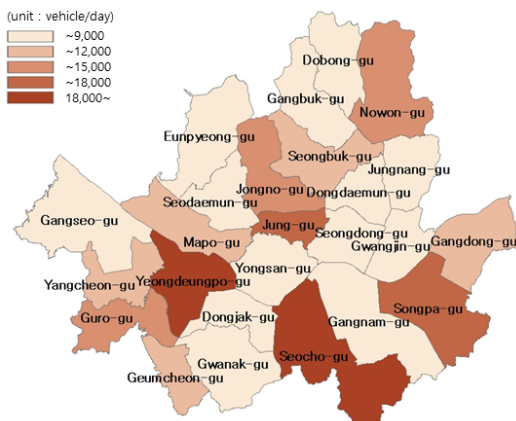 (unit : vehicle/day)
~9,000
~12,000
~15,000
~18,000
18,000~
Dobong-gu
Gangbuk-gu
Nowon-gu
Eunpyeong-gu
Seongbuk-gu
Jungnang-gu
Jongno-gu
Dongdaemun-gu
Seodaemun-gu
Gangseo-gu
Jung-gu
Seongdong-gu
Mapo-gu
Gwangjin-gu
Gangdong-gu
Yongsan-gu
Yangcheon-gu
Yeongdeungpo-gu
Songpa-gu
Guro-gu
Dongjak-gu
Gangnam-gu
Seocho-gu
Gwanak-gu
Geumcheon-gu